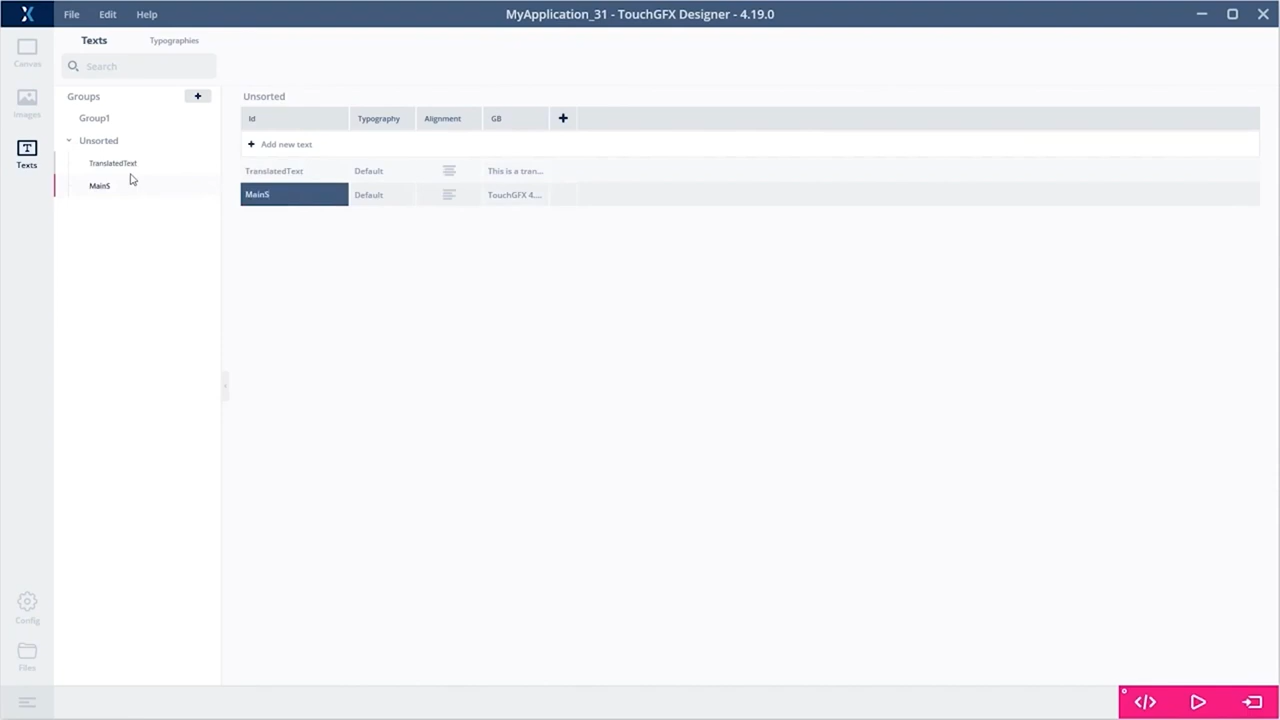 File Edit Help MyApplication_31 - TouchGFX Designer - 4.19.0
Canvas
Images
Texts
Texts Typographies
Search
Groups
Group1
Unsorted
TranslatedText
MainS
Unsorted
Id Typography Alignment GB
Add new text
TranslatedText Default This is a tran...
MainS Default TouchGFX 4....
Config
Files